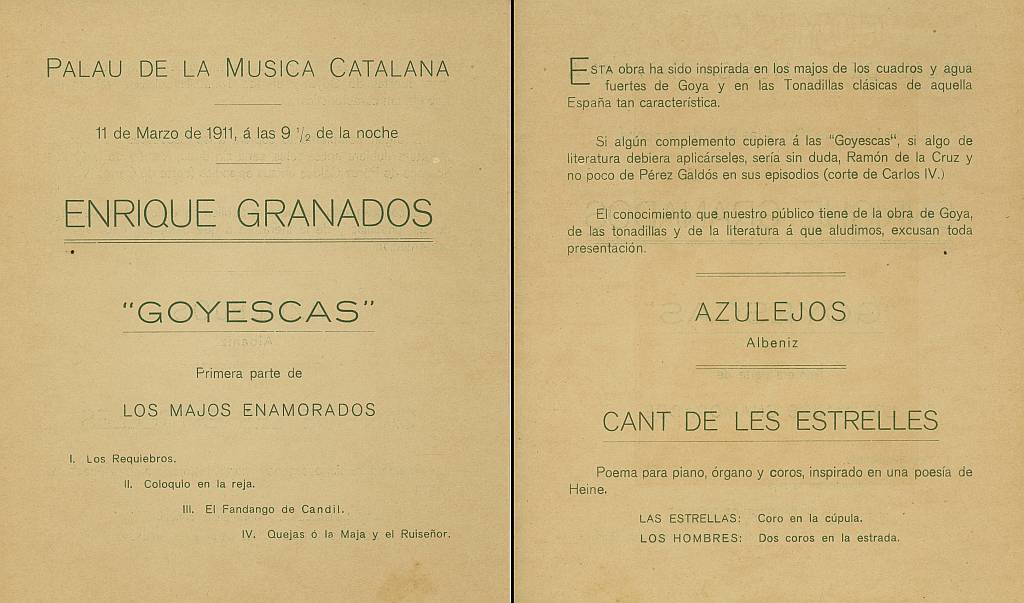 PALAU DE LA MUSICA CATALANA
11 de Marzo de 1911, á las 9 1/2 de la noche
ENRIQUE GRANADOS
"GOYESCAS"
Primera parte de
LOS MAJOS ENAMORADOS
I. Los Requiebros.
II. Coloquio en la reja.
III. El Fandango de Candil.
IV. Quejas ó la Maja y el Ruiseñor.
ESTA obra ha sido inspirada en los majos de los cuadros y agua
fuertes de Goya y en las Tonadillas clásicas de aquella
España tan característica.
Si algún complemento cupiera á las "Goyescas", si algo de
literatura debiera aplicárseles, sería sin duda, Ramón de la Cruz y
no poco de Pérez Galdós en sus episodios (corte de Carlos IV.)
El conocimiento que nuestro público tiene de la obra de Goya,
de las tonadillas y de la literatura á que aludimos, excusan toda
presentación.
AZULEJOS
Albeniz
CANT DE LES ESTRELLES
Poema para piano, órgano y coros, inspirado en una poesía de
Heine.
LAS ESTRELLAS: Coro en la cúpula.
LOS HOMBRES: Dos coros en la estrada.